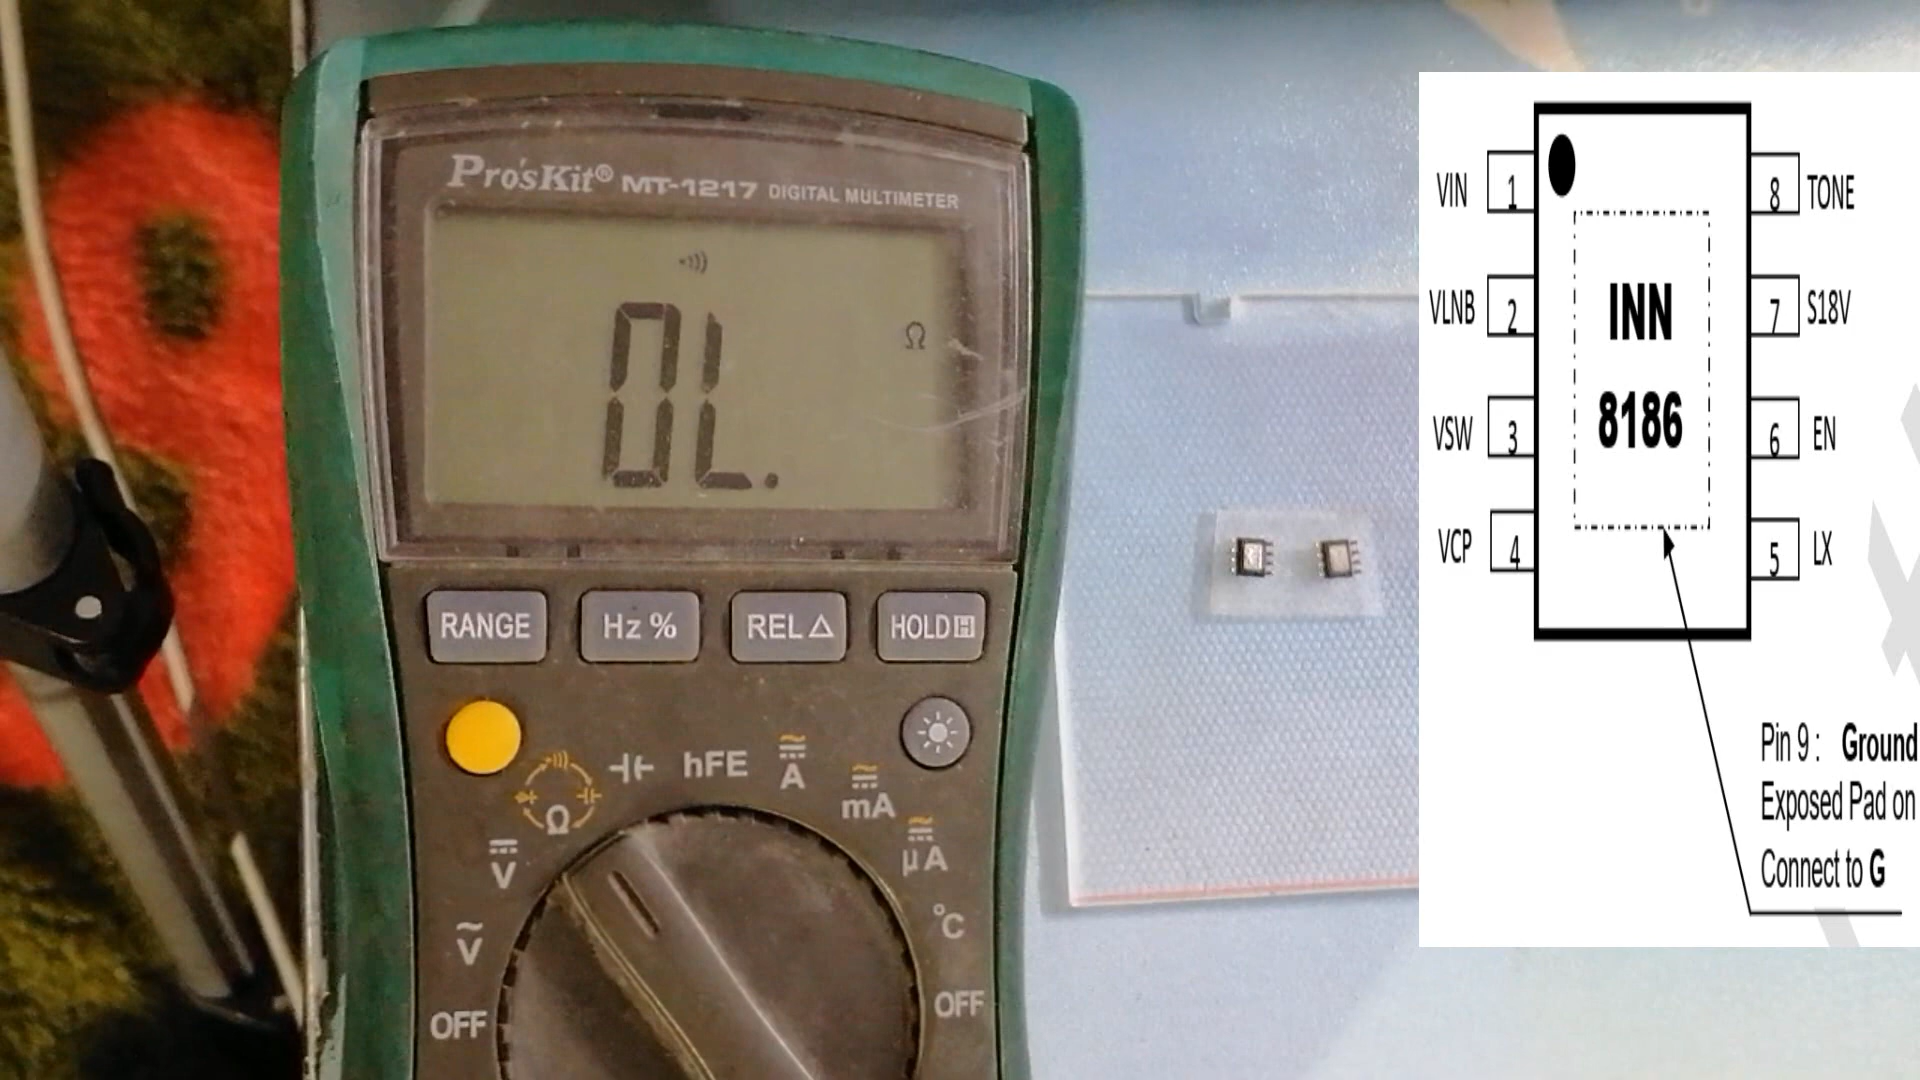 Pro'sKit® MT-1217 DIGITAL MULTIMETER
Ω
OL.
RANGE
Hz %
REL △
HOLD H
hFE
A
mA
µA
°C
OFF
Ω
V
V
OFF
VIN 1
VLNB 2
VSW 3
VCP 4
INN
8186
8 TONE
7 S18V
6 EN
5 LX
Pin 9 : Ground
Exposed Pad on
Connect to G